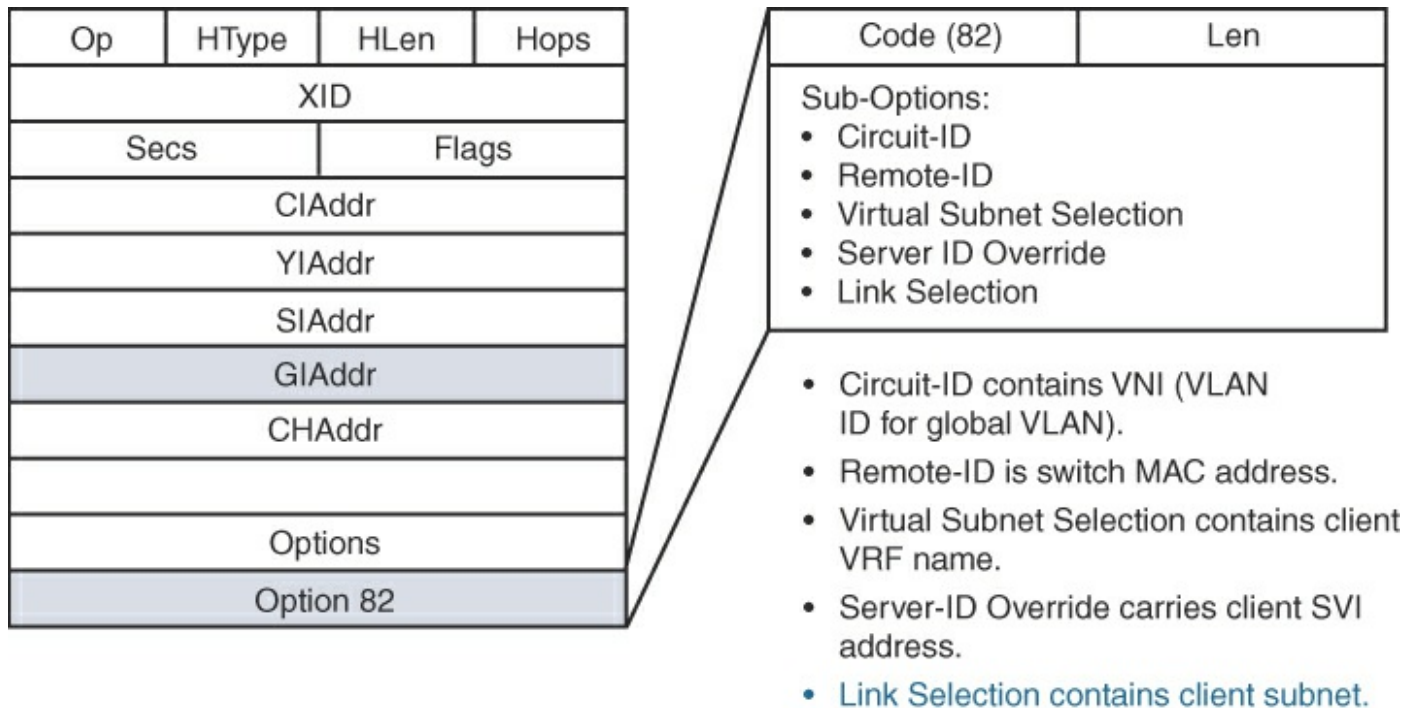 Op HType HLen Hops
XID
Secs Flags
CIAddr
YIAddr
SIAddr
GIAddr
CHAddr
Options
Option 82
Code (82) Len
Sub-Options:
• Circuit-ID
• Remote-ID
• Virtual Subnet Selection
• Server ID Override
• Link Selection
• Circuit-ID contains VNI (VLAN
ID for global VLAN).
• Remote-ID is switch MAC address.
• Virtual Subnet Selection contains client
VRF name.
• Server-ID Override carries client SVI
address.
• Link Selection contains client subnet.